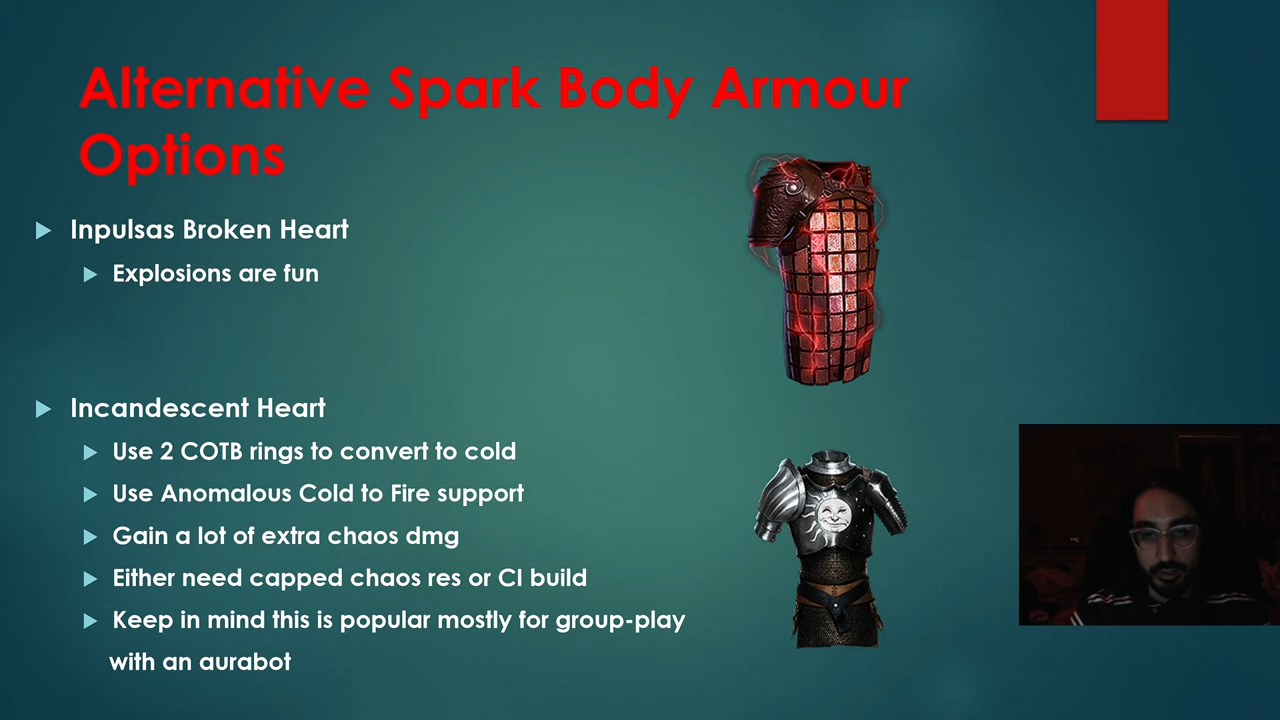 Alternative Spark Body Armour
Options
Inpulsas Broken Heart
Explosions are fun
Incandescent Heart
Use 2 COTB rings to convert to cold
Use Anomalous Cold to Fire support
Gain a lot of extra chaos dmg
Either need capped chaos res or CI build
Keep in mind this is popular mostly for group-play
with an aurabot